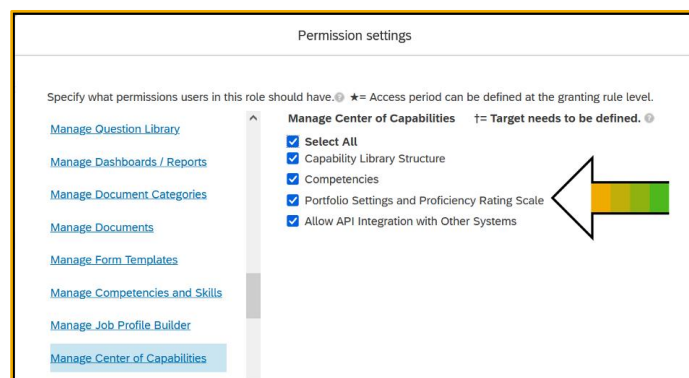 Permission settings
Specify what permissions users in this role should have. ★= Access period can be defined at the granting rule level.
Manage Question Library
Manage Dashboards / Reports
Manage Document Categories
Manage Documents
Manage Form Templates
Manage Competencies and Skills
Manage Job Profile Builder
Manage Center of Capabilities
Manage Center of Capabilities †= Target needs to be defined.
Select All
Capability Library Structure
Competencies
Portfolio Settings and Proficiency Rating Scale
Allow API Integration with Other Systems